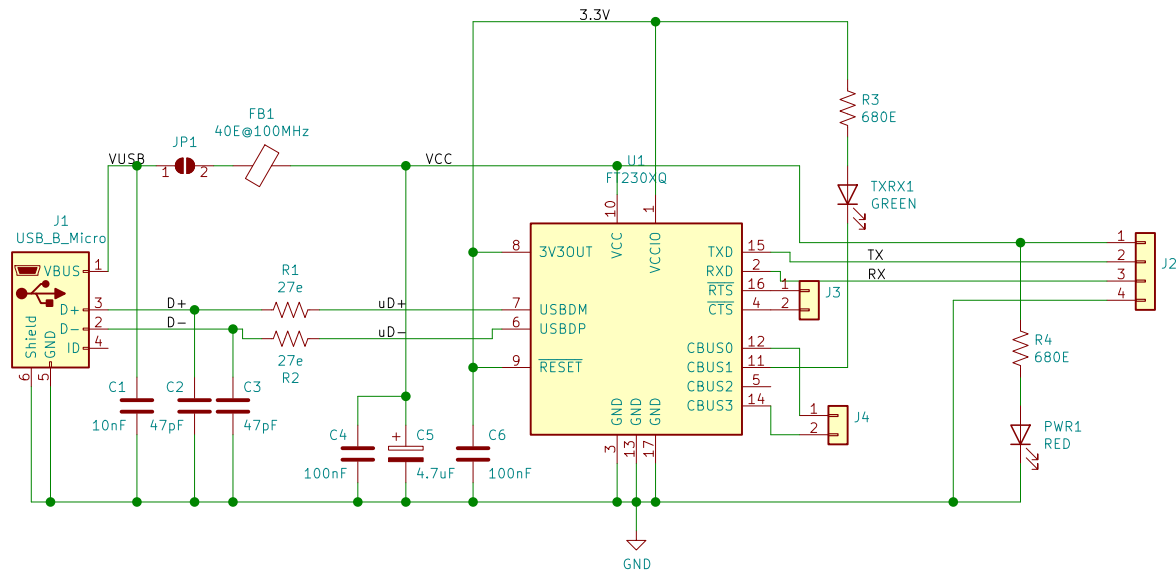 3.3V
R3
680E
FB1
40E@100MHz
JP1
VUSB
1
2
VCC
U1
FT230XQ
TXRX1
GREEN
J1
USB_B_Micro
VBUS
1
D+
3
D-
2
ID
4
Shield
GND
6
5
D+
D-
R1
27e
27e
R2
uD+
uD-
10
1
VCC
VCCIO
8
3V3OUT
7
USBDM
6
USBDP
9
RESET
TXD
15
RXD
2
RTS
16
CTS
4
CBUS0
12
CBUS1
11
CBUS2
5
CBUS3
14
GND
GND
GND
3
13
17
TX
RX
1
2
J3
1
2
J4
1
2
3
4
J2
R4
680E
PWR1
RED
C1
10nF
C2
47pF
C3
47pF
C4
100nF
+
C5
4.7uF
C6
100nF
GND